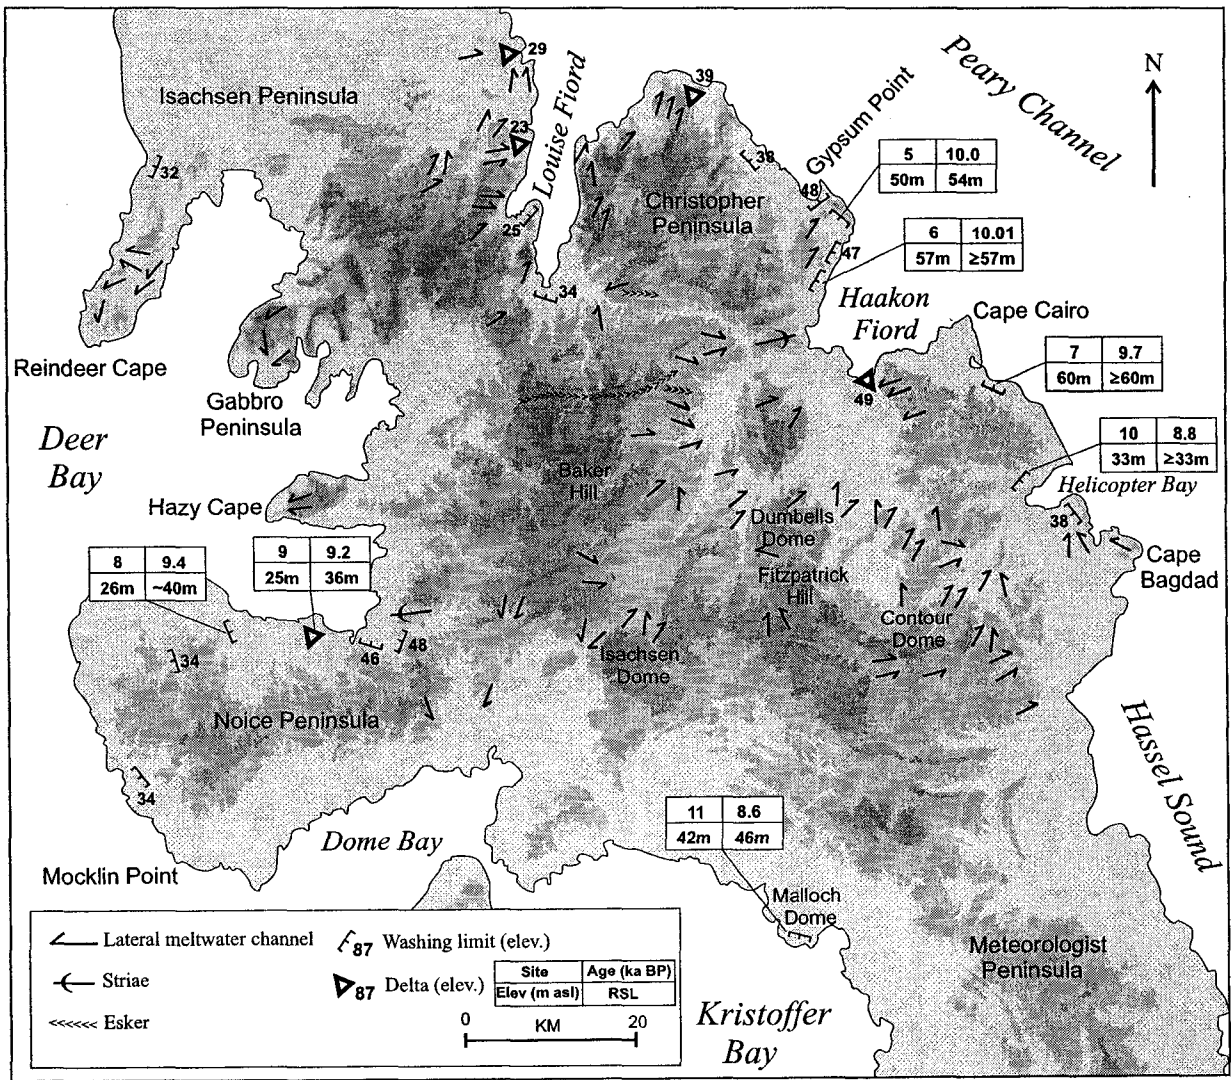 Isachsen Peninsula
29
Louise Fiord
23
39
Peary Channel
N
Gypsum Point
32
38
48
5 10.0
50m 54m
Christopher
Peninsula
25
47
6 10.01
57m ≥57m
34
Haakon
Fiord
Cape Cairo
Reindeer Cape
7 9.7
60m ≥60m
49
Gabbro
Peninsula
Deer
Bay
10 8.8
33m ≥33m
Baker
Hill
Helicopter Bay
Hazy Cape
38
Dumbells
Dome
Cape
Bagdad
8 9.4
26m ~40m
9 9.2
25m 36m
Fitzpatrick
Hill
Contour
Dome
34
46
48
Isachsen
Dome
Noice Peninsula
Hassel Sound
34
11 8.6
42m 46m
Dome Bay
Mocklin Point
Malloch
Dome
Meteorologist
Peninsula
Kristoffer
Bay
Lateral meltwater channel
Striae
Esker
87 Washing limit (elev.)
87 Delta (elev.)
Site Age (ka BP)
Elev (m asl) RSL
0 KM 20